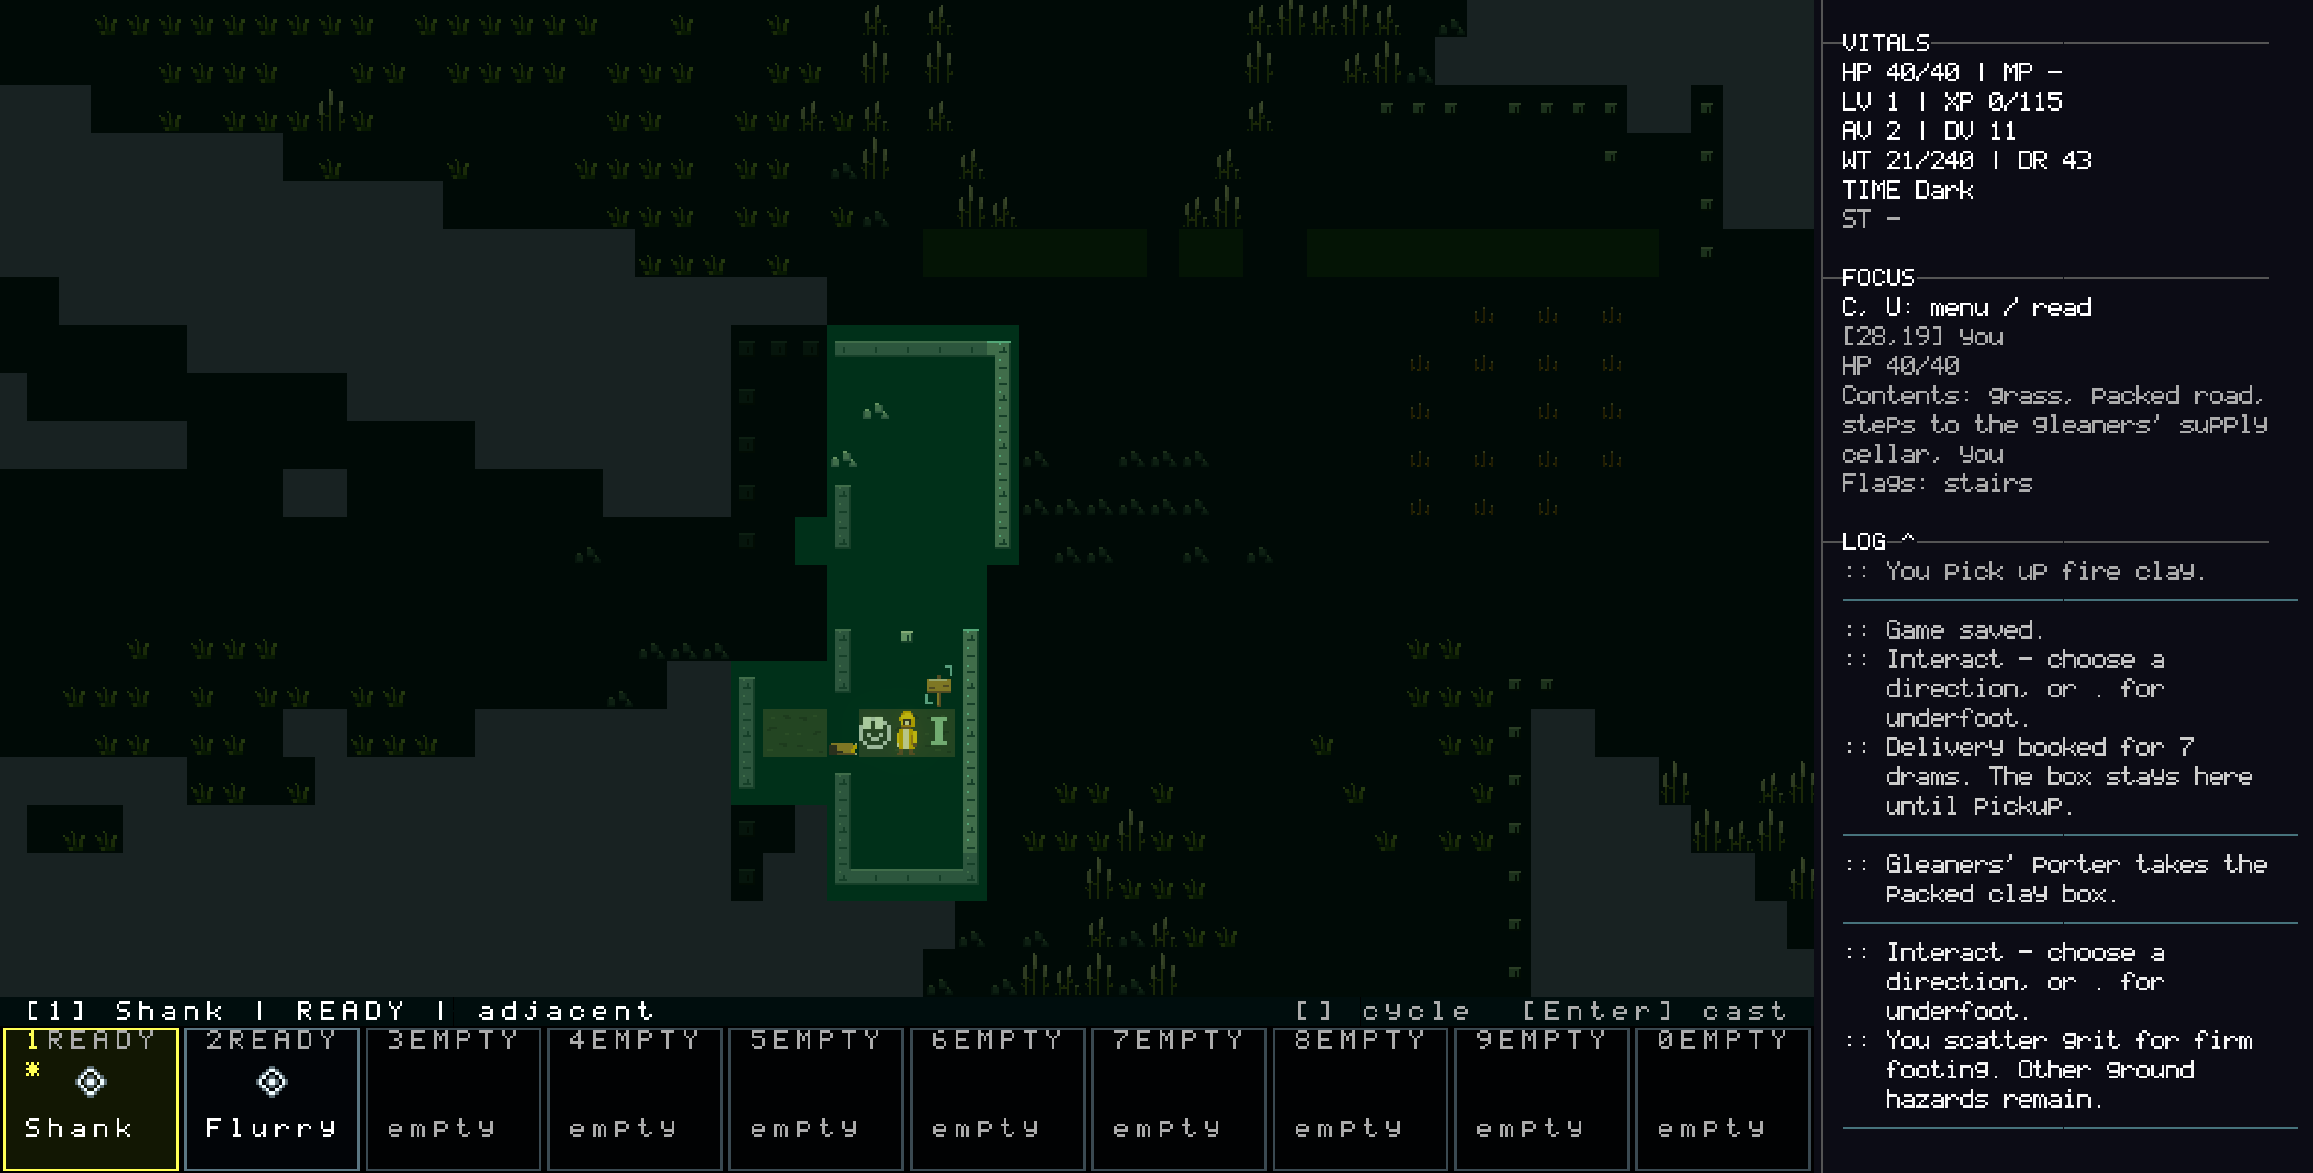 VITALS
HP 40/40 | MP -
LV 1 | XP 0/115
AV 2 | DV 11
WT 21/240 | DR 43
TIME Dark
ST -
FOCUS
C, U: menu / read
[28,19] You
HP 40/40
Contents: grass, packed road,
steps to the gleaners' supply
cellar, You
Flags: stairs
LOG ^
:: You pick up fire clay.
:: Game saved.
:: Interact - choose a
direction, or . for
underfoot.
:: Delivery booked for 7
drams. The box stays here
until pickup.
:: Gleaners' Porter takes the
packed clay box.
:: Interact - choose a
direction, or . for
underfoot.
:: You scatter grit for firm
footing. Other ground
hazards remain.
[1] Shank | READY | adjacent
[] cycle [Enter] cast
1READY 2READY 3EMPTY 4EMPTY 5EMPTY 6EMPTY 7EMPTY 8EMPTY 9EMPTY 0EMPTY
Shank Flurry empty empty empty empty empty empty empty empty